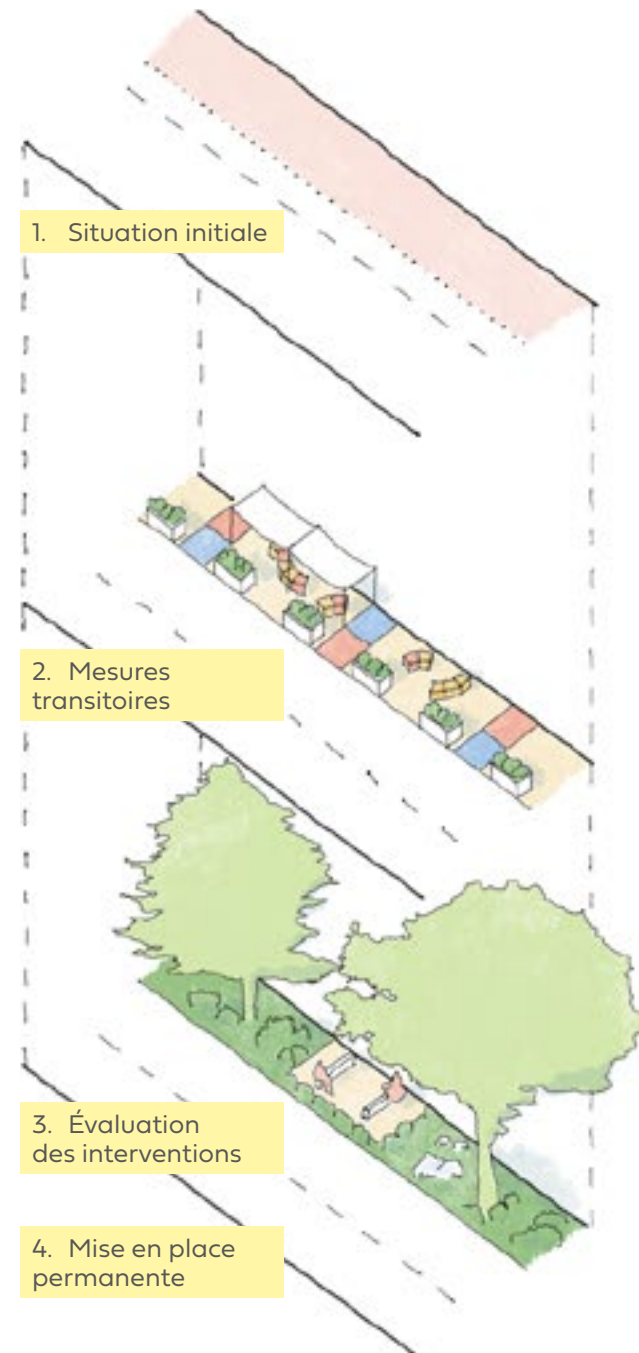 1. Situation initiale
2. Mesures
transitoires
3. Évaluation
des interventions
4. Mise en place
permanente